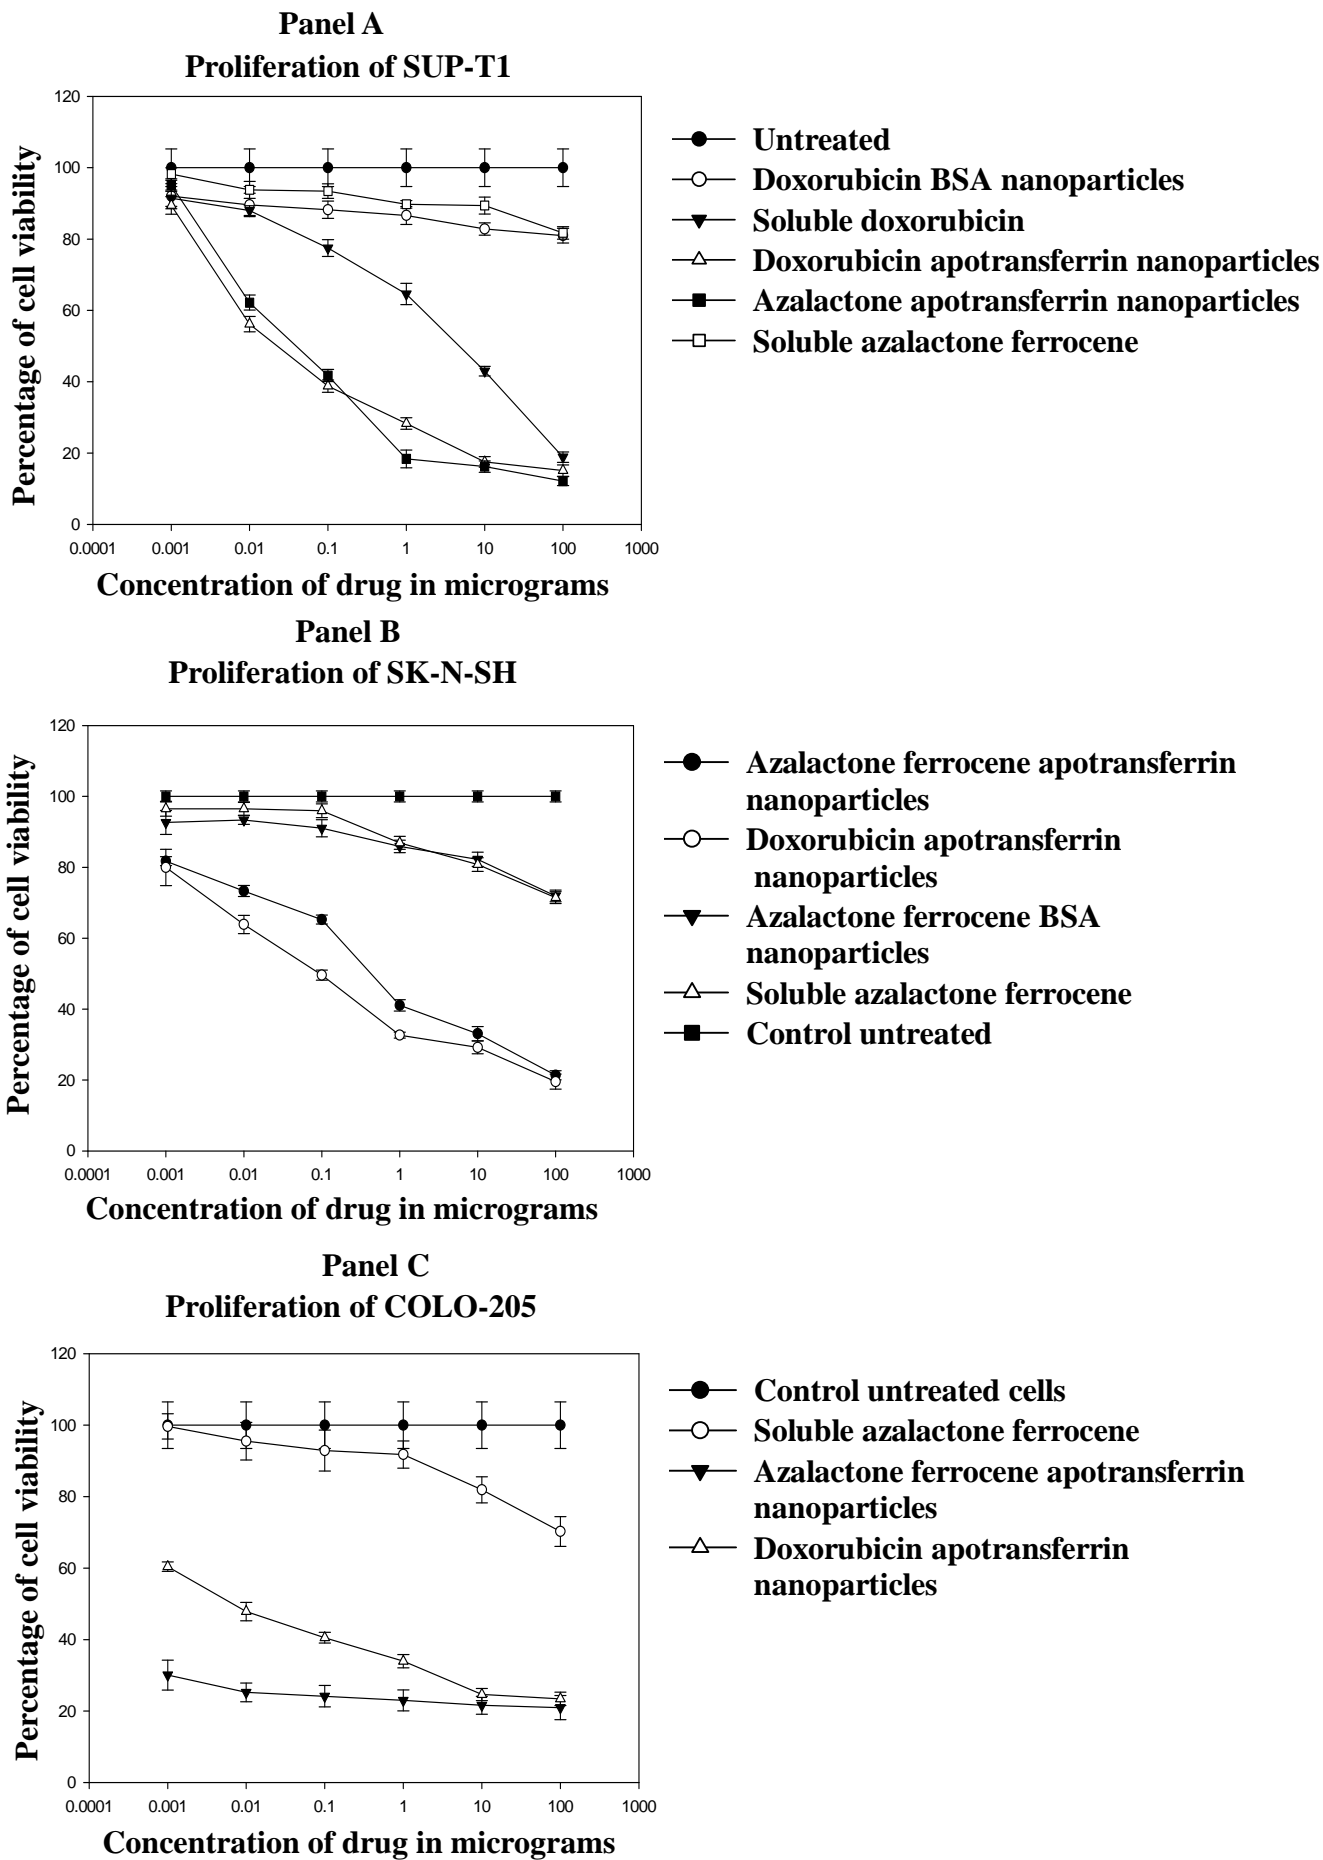 Panel A
Proliferation of SUP-T1
Percentage of cell viability
120
100
80
60
40
20
0
0.0001 0.001 0.01 0.1 1 10 100 1000
Concentration of drug in micrograms
Untreated
Doxorubicin BSA nanoparticles
Soluble doxorubicin
Doxorubicin apotransferrin nanoparticles
Azalactone apotransferrin nanoparticles
Soluble azalactone ferrocene
Panel B
Proliferation of SK-N-SH
Percentage of cell viability
120
100
80
60
40
20
0
0.0001 0.001 0.01 0.1 1 10 100 1000
Concentration of drug in micrograms
Azalactone ferrocene apotransferrin
nanoparticles
Doxorubicin apotransferrin
nanoparticles
Azalactone ferrocene BSA
nanoparticles
Soluble azalactone ferrocene
Control untreated
Panel C
Proliferation of COLO-205
Percentage of cell viability
120
100
80
60
40
20
0
0.0001 0.001 0.01 0.1 1 10 100 1000
Concentration of drug in micrograms
Control untreated cells
Soluble azalactone ferrocene
Azalactone ferrocene apotransferrin
nanoparticles
Doxorubicin apotransferrin
nanoparticles